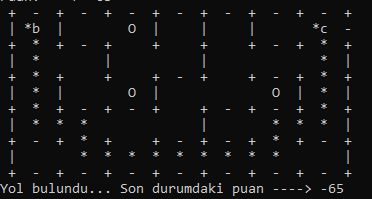 +  -  +  -  +  -  +  -  +  -  +  -  +  -  +
| *b  |        O  |     |     |       *c  -
+  *  +     +     +     +     +     +  *  +
|  *        |           |              *  |
+  *  +  -  +     +  -  +  -  +     +  *  +
|  *  |        O  |              O  |  *  |
+  *  +  -  +  -  +     +     +     +  *  +
|  *  *  *              |        *  *  *  |
+  -  +  *  +     +     +     +  *  +  -  +
|        *  *  *  *  *  *  *  *  *        |
+  -  +  -  +  -  +  -  +  -  +  -  +  -  +
Yol bulundu... Son durumdaki puan ----> -65